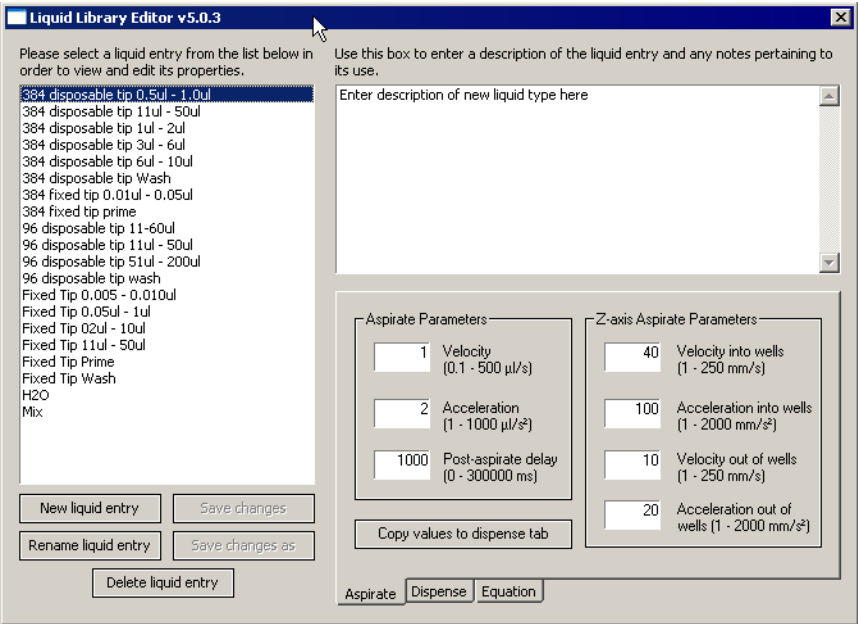 Liquid Library Editor v5.0.3
Please select a liquid entry from the list below in
order to view and edit its properties.
384 disposable tip 0.5ul - 1.0ul
384 disposable tip 11ul - 50ul
384 disposable tip 1ul - 2ul
384 disposable tip 3ul - 6ul
384 disposable tip 6ul - 10ul
384 disposable tip Wash
384 fixed tip 0.01ul - 0.05ul
384 fixed tip prime
96 disposable tip 11-60ul
96 disposable tip 11ul - 50ul
96 disposable tip 51ul - 200ul
96 disposable tip wash
Fixed Tip 0.005 - 0.010ul
Fixed Tip 0.05ul - 1ul
Fixed Tip 02ul - 10ul
Fixed Tip 11ul - 50ul
Fixed Tip Prime
Fixed Tip Wash
H2O
Mix
New liquid entry
Save changes
Rename liquid entry
Save changes as
Delete liquid entry
Use this box to enter a description of the liquid entry and any notes pertaining to
its use.
Enter description of new liquid type here
Aspirate Parameters
1 Velocity
(0.1 - 500 µl/s)
2 Acceleration
(1 - 1000 µl/s²)
1000 Post-aspirate delay
(0 - 300000 ms)
Copy values to dispense tab
Z-axis Aspirate Parameters
40 Velocity into wells
(1 - 250 mm/s)
100 Acceleration into wells
(1 - 2000 mm/s²)
10 Velocity out of wells
(1 - 250 mm/s)
20 Acceleration out of
wells (1 - 2000 mm/s²)
Aspirate
Dispense
Equation